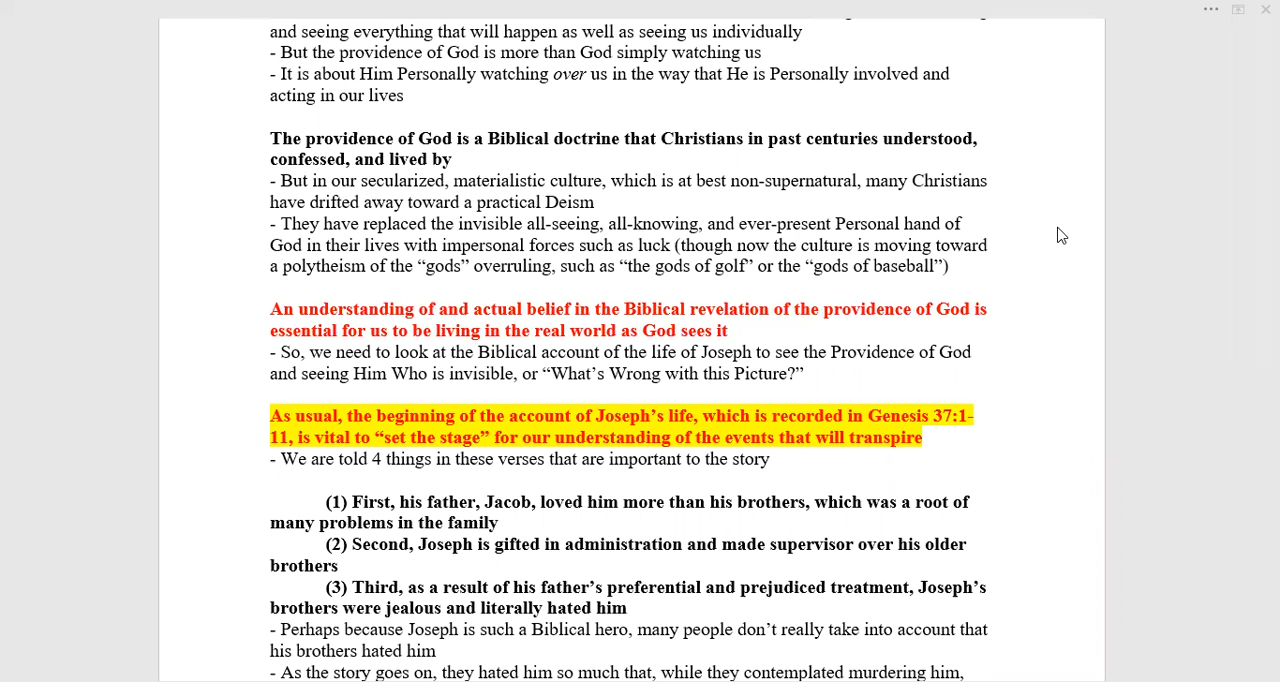 and seeing everything that will happen as well as seeing us individually
- But the providence of God is more than God simply watching us
- It is about Him Personally watching over us in the way that He is Personally involved and
acting in our lives
The providence of God is a Biblical doctrine that Christians in past centuries understood,
confessed, and lived by
- But in our secularized, materialistic culture, which is at best non-supernatural, many Christians
have drifted away toward a practical Deism
- They have replaced the invisible all-seeing, all-knowing, and ever-present Personal hand of
God in their lives with impersonal forces such as luck (though now the culture is moving toward
a polytheism of the “gods” overruling, such as “the gods of golf” or the “gods of baseball”)
An understanding of and actual belief in the Biblical revelation of the providence of God is
essential for us to be living in the real world as God sees it
- So, we need to look at the Biblical account of the life of Joseph to see the Providence of God
and seeing Him Who is invisible, or “What’s Wrong with this Picture?”
As usual, the beginning of the account of Joseph’s life, which is recorded in Genesis 37:1-
11, is vital to “set the stage” for our understanding of the events that will transpire
- We are told 4 things in these verses that are important to the story
(1) First, his father, Jacob, loved him more than his brothers, which was a root of
many problems in the family
(2) Second, Joseph is gifted in administration and made supervisor over his older
brothers
(3) Third, as a result of his father’s preferential and prejudiced treatment, Joseph’s
brothers were jealous and literally hated him
- Perhaps because Joseph is such a Biblical hero, many people don’t really take into account that
his brothers hated him
- As the story goes on, they hated him so much that, while they contemplated murdering him,